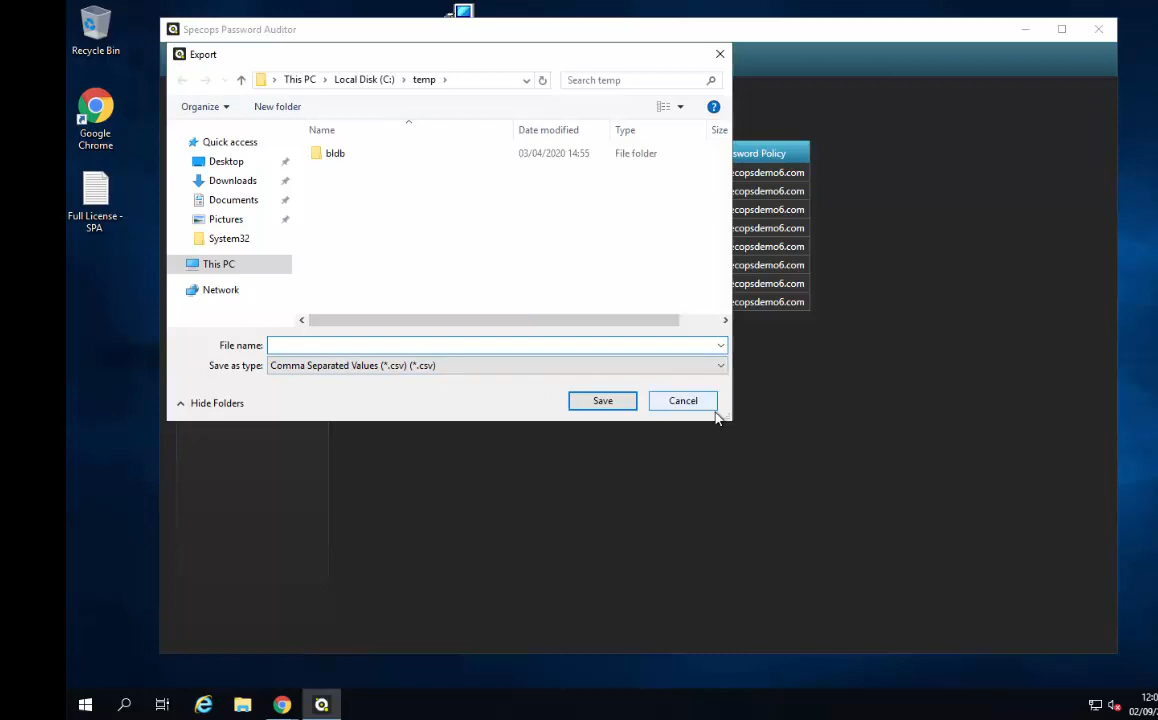 Recycle Bin
Google
Chrome
Full License -
SPA
Specops Password Auditor
Export
This PC
Local Disk (C:)
temp
Search temp
Organize
New folder
Name
Date modified
Type
Size
bldb
03/04/2020 14:55
File folder
Quick access
Desktop
Downloads
Documents
Pictures
System32
This PC
Network
File name:
Save as type:
Comma Separated Values (*.csv) (*.csv)
Hide Folders
Save
Cancel
sword Policy
ecopsdemo6.com
ecopsdemo6.com
ecopsdemo6.com
ecopsdemo6.com
ecopsdemo6.com
ecopsdemo6.com
ecopsdemo6.com
ecopsdemo6.com
12:0
02/09/